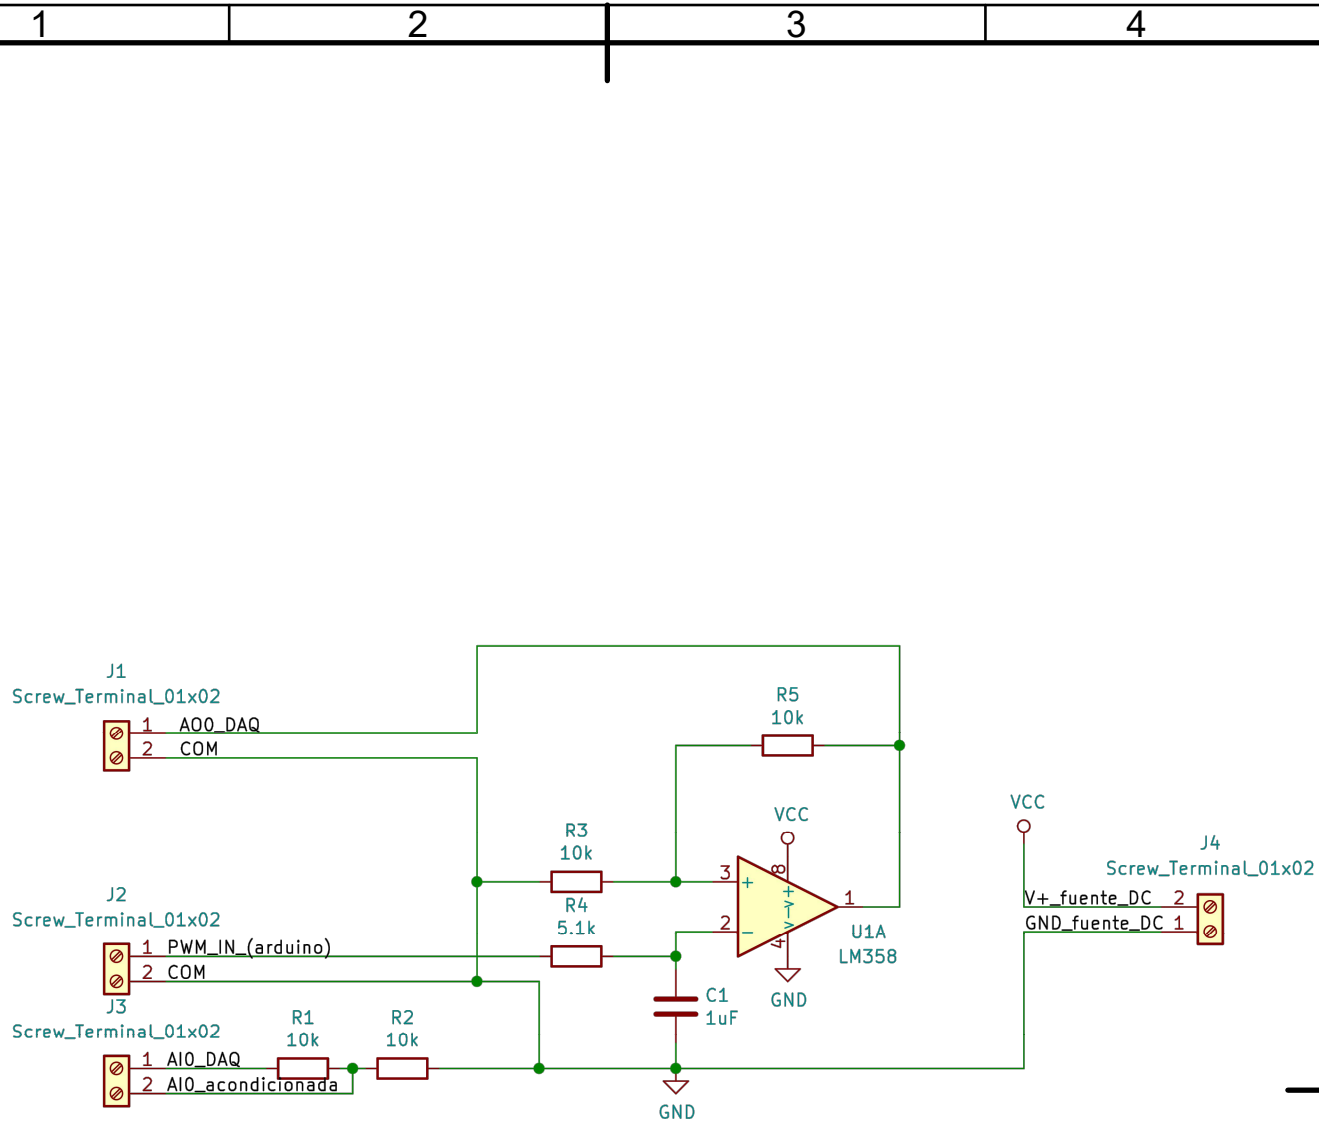 1 2 3 4
J1
Screw_Terminal_01x02
1 AO0_DAQ
2 COM
R5
10k
VCC
8
R3
10k
3
+
V+
V-
1
R4
5.1k
2
−
4
U1A
LM358
GND
VCC
J4
Screw_Terminal_01x02
V+_fuente_DC 2
GND_fuente_DC 1
J2
Screw_Terminal_01x02
1 PWM_IN_(arduino)
2 COM
C1
1uF
J3
Screw_Terminal_01x02
R1
10k
R2
10k
1 AI0_DAQ
2 AI0_acondicionada
GND